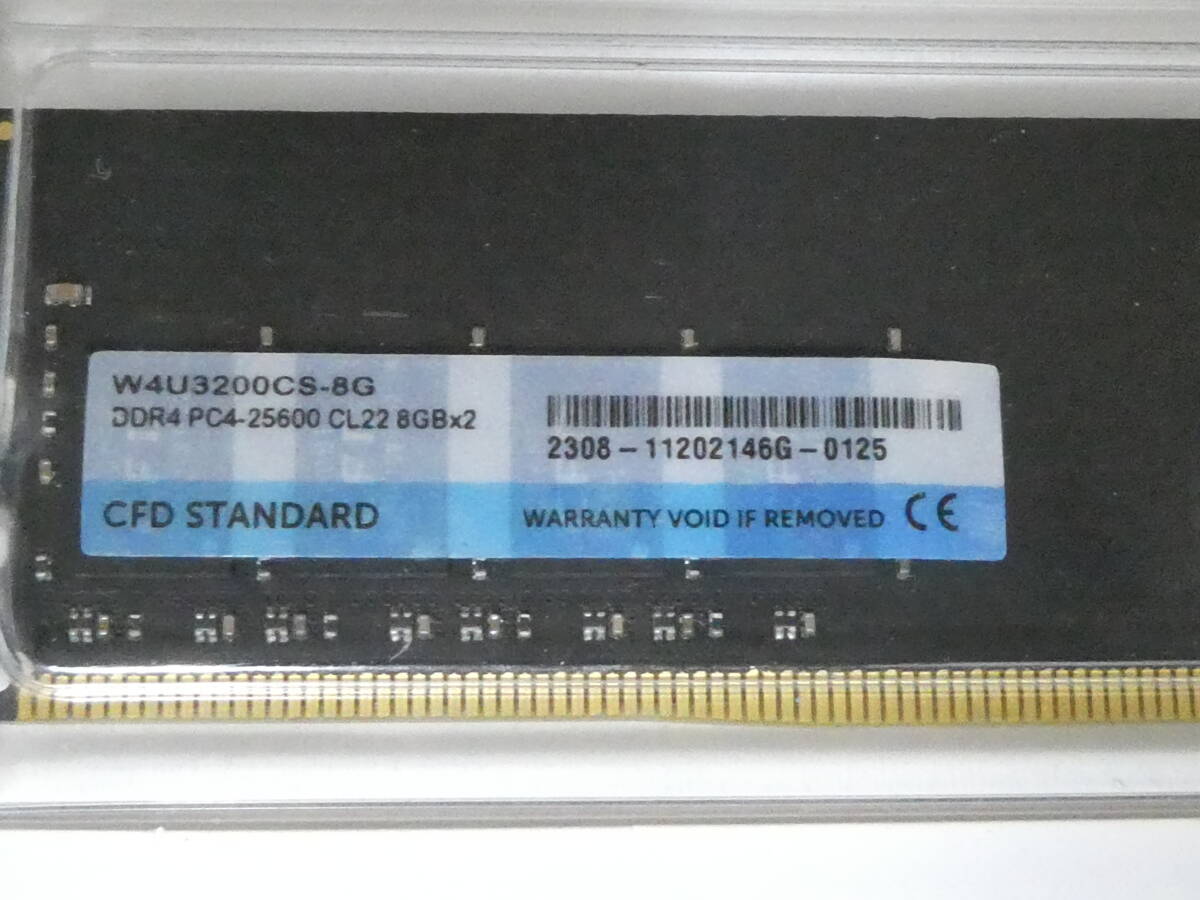 W4U3200CS-8G
DDR4 PC4-25600 CL22 8GBx2
2308-11202146G-0125
CFD STANDARD
WARRANTY VOID IF REMOVED CE